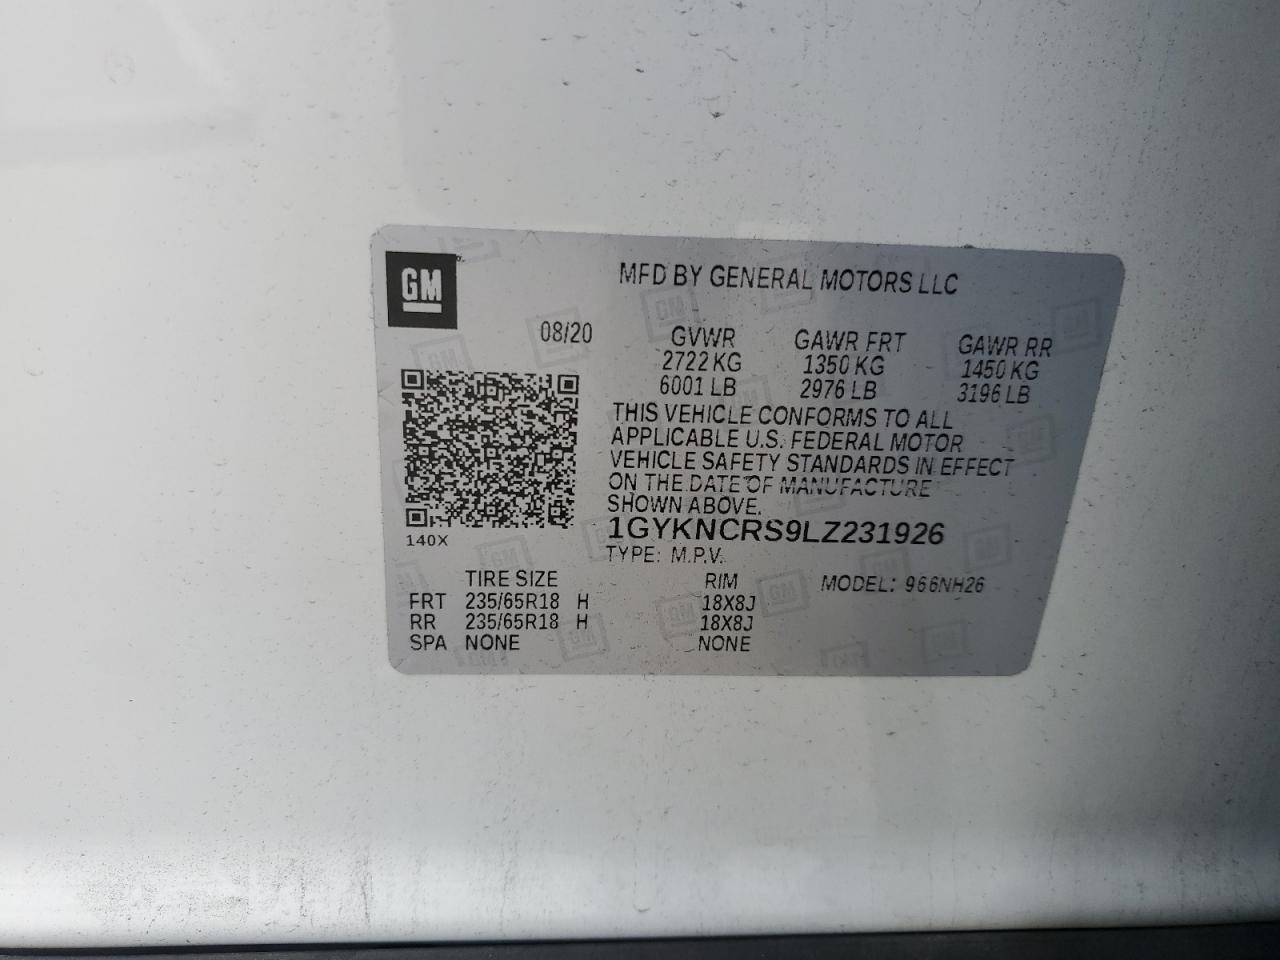 GM
MFD BY GENERAL MOTORS LLC
08/20 GVWR GAWR FRT GAWR RR
2722 KG 1350 KG 1450 KG
6001 LB 2976 LB 3196 LB
THIS VEHICLE CONFORMS TO ALL
APPLICABLE U.S. FEDERAL MOTOR
VEHICLE SAFETY STANDARDS IN EFFECT
ON THE DATE OF MANUFACTURE
SHOWN ABOVE.
1GYKNCRS9LZ231926
140X
TYPE: M.P.V.
TIRE SIZE RIM MODEL: 966NH26
FRT 235/65R18 H 18X8J
RR 235/65R18 H 18X8J
SPA NONE NONE